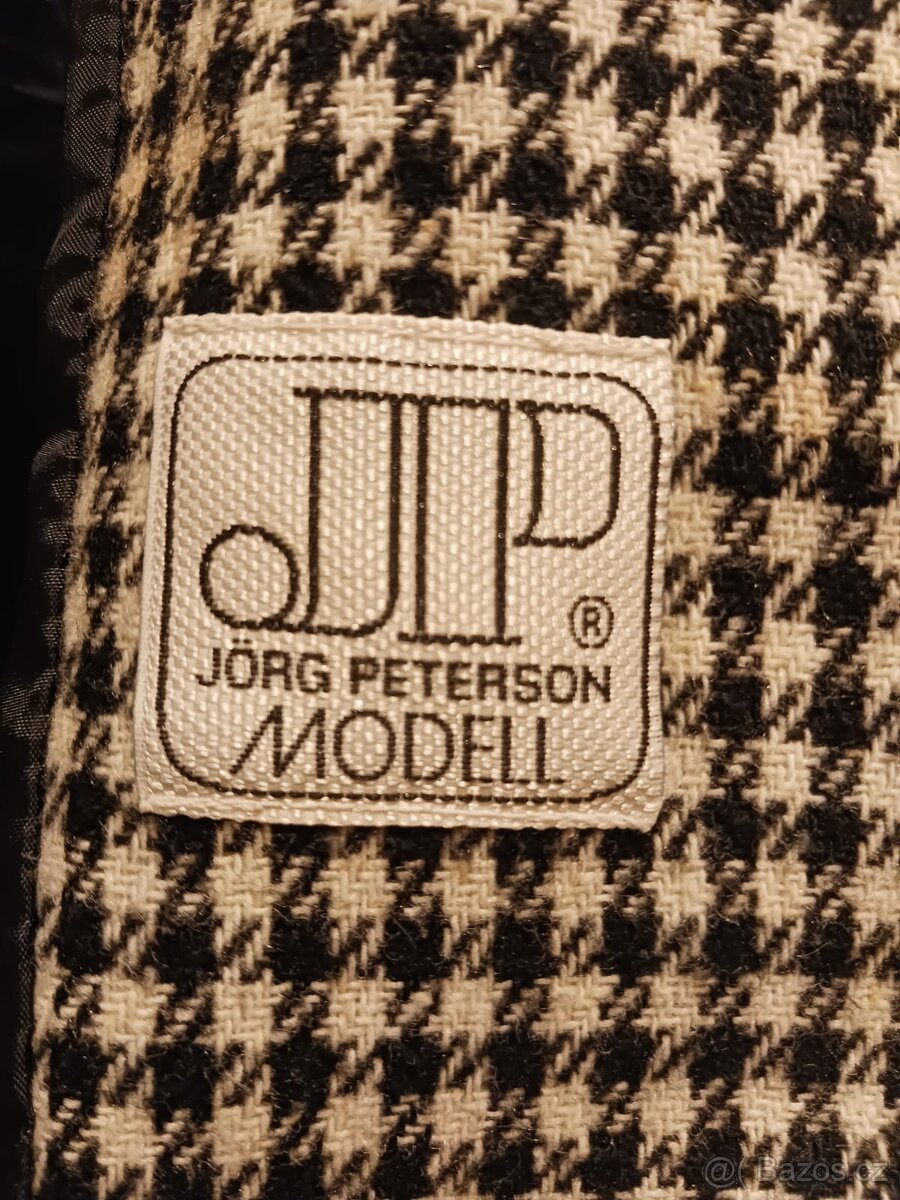 JP
®
JÖRG PETERSON
MODELL
@( Bazos.cz